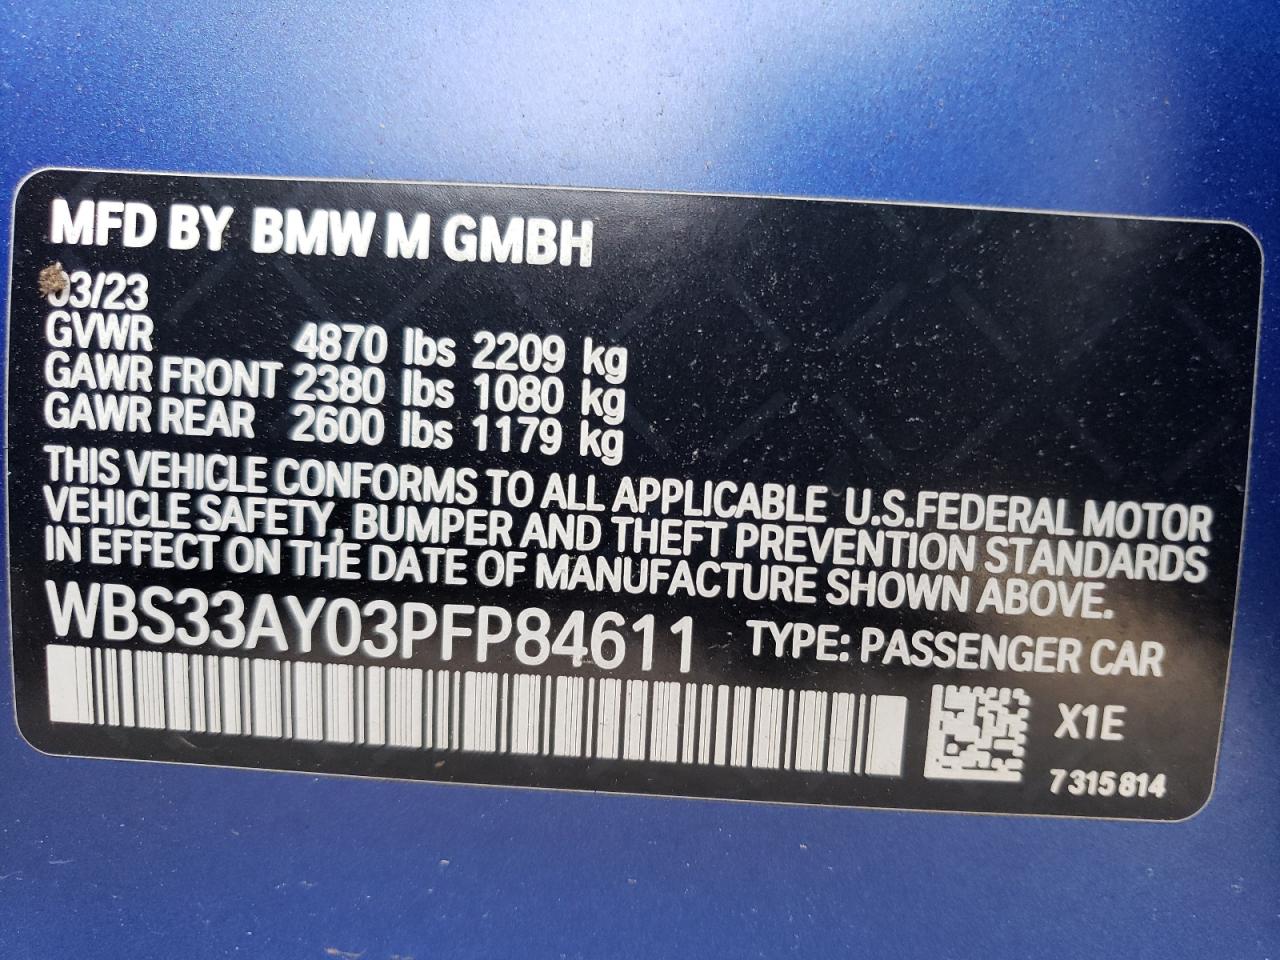 MFD BY BMW M GMBH
03/23
GVWR 4870 lbs 2209 kg
GAWR FRONT 2380 lbs 1080 kg
GAWR REAR 2600 lbs 1179 kg
THIS VEHICLE CONFORMS TO ALL APPLICABLE U.S.FEDERAL MOTOR
VEHICLE SAFETY, BUMPER AND THEFT PREVENTION STANDARDS
IN EFFECT ON THE DATE OF MANUFACTURE SHOWN ABOVE.
WBS33AY03PFP84611 TYPE: PASSENGER CAR
X1E
7 315 814